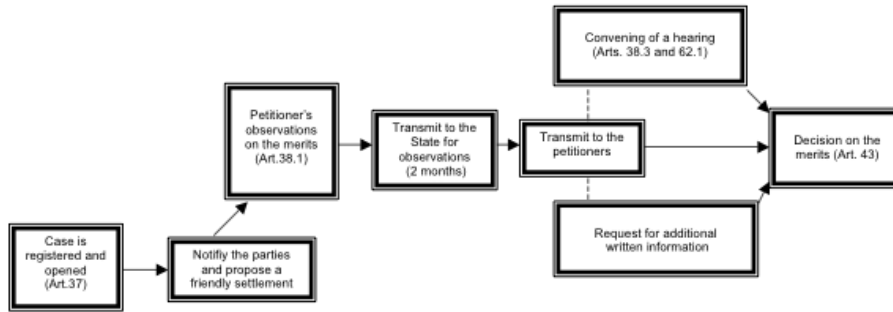 Case is
registered and
opened
(Art.37)
Notifiy the parties
and propose a
friendly settlement
Petitioner's
observations
on the merits
(Art.38.1)
Transmit to the
State for
observations
(2 months)
Transmit to the
petitioners
Convening of a hearing
(Arts. 38.3 and 62.1)
Request for additional
written information
Decision on the
merits (Art. 43)